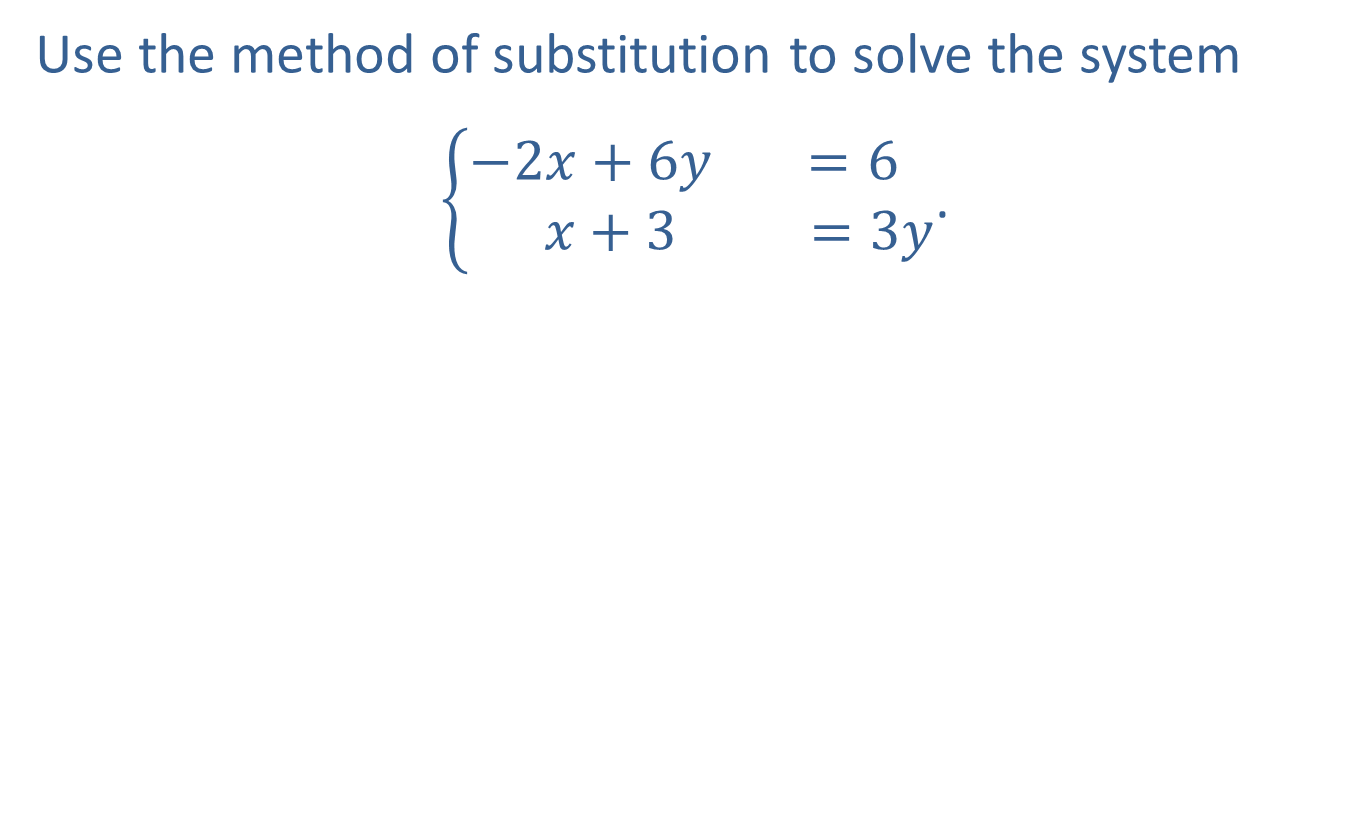 Use the method of substitution to solve the system
−2x + 6y = 6
x + 3 = 3y.